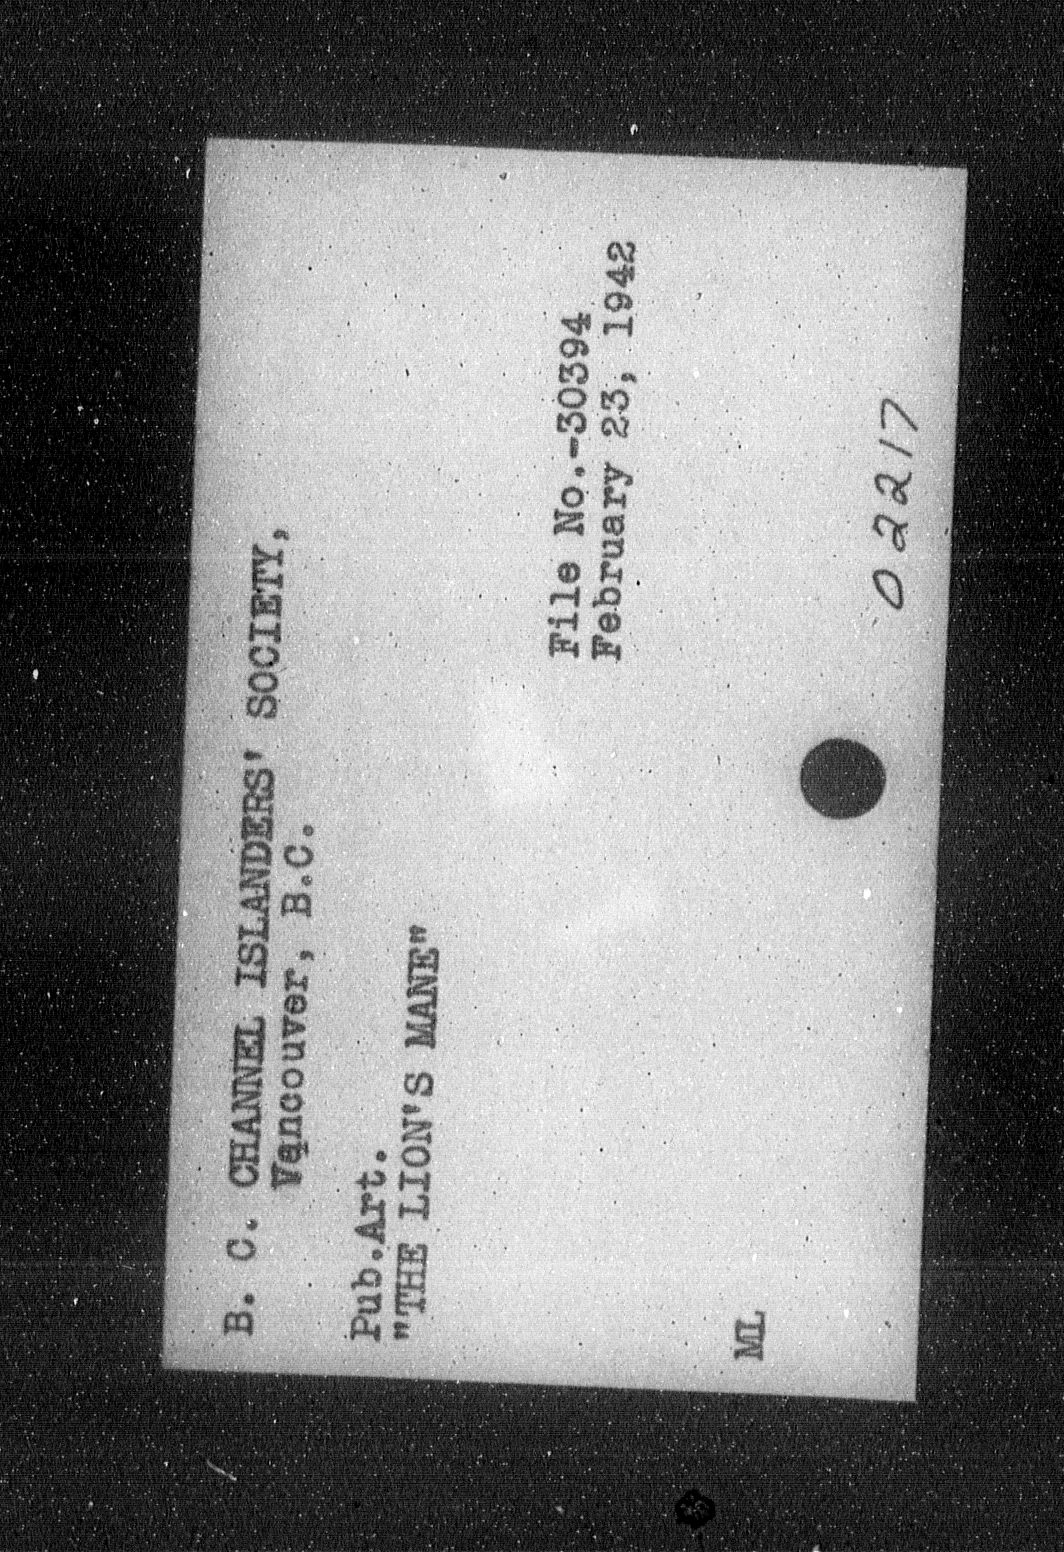 B. C. CHANNEL ISLANDERS' SOCIETY,
Vancouver, B.C.
Pub.Art.
"THE LION'S MANE"
File No.-30394
February 23, 1942
ML
02217